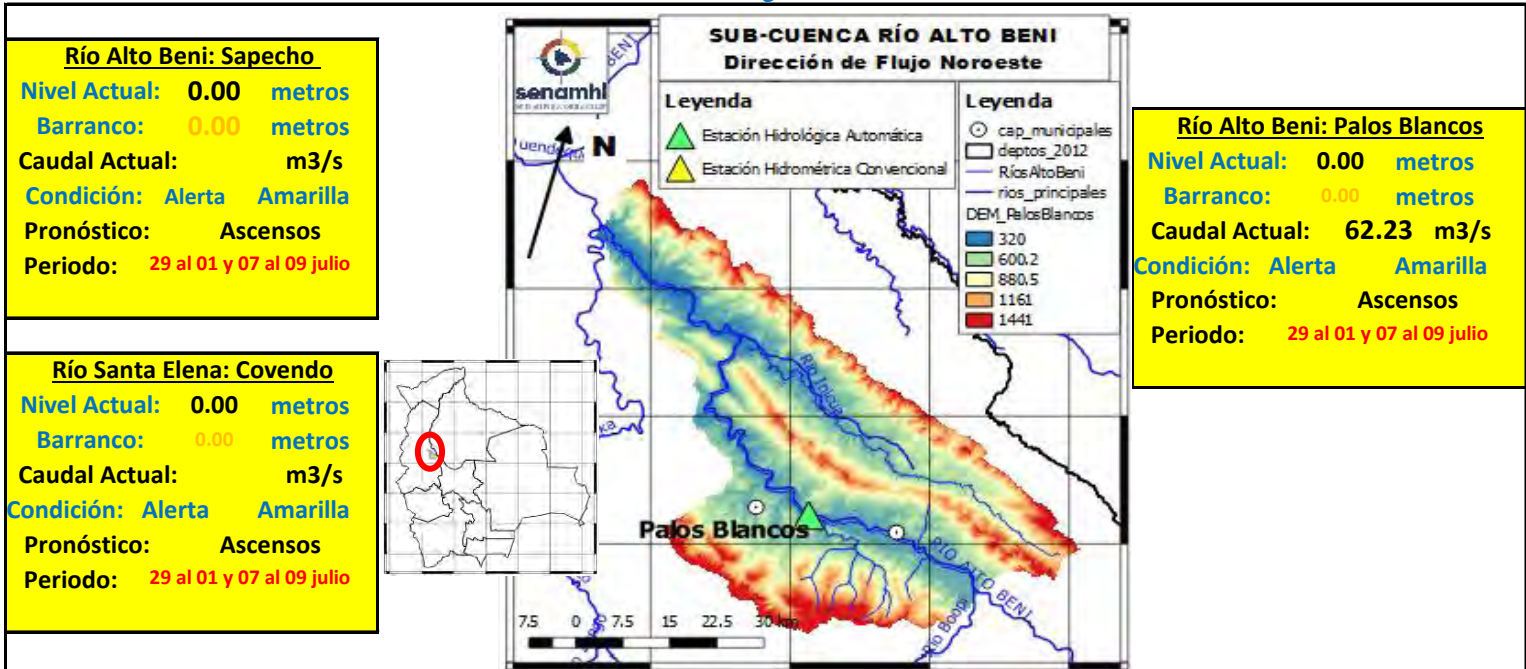 Río Alto Beni: Sapecho
Nivel Actual: 0.00 metros
Barranco: 0.00 metros
Caudal Actual: m3/s
Condición: Alerta Amarilla
Pronóstico: Ascensos
Periodo: 29 al 01 y 07 al 09 julio
Río Santa Elena: Covendo
Nivel Actual: 0.00 metros
Barranco: 0.00 metros
Caudal Actual: m3/s
Condición: Alerta Amarilla
Pronóstico: Ascensos
Periodo: 29 al 01 y 07 al 09 julio
senamhi
SUB-CUENCA RÍO ALTO BENI
Dirección de Flujo Noroeste
N
Leyenda
Estación Hidrológica Automática
Estación Hidrométrica Convencional
Leyenda
cap_municipales
deptos_2012
RíosAltoBeni
rios_principales
DEM_PalosBlancos
320
600.2
880.5
1161
1441
BENI
Río Inicua
Palos Blancos
RÍO ALTO BENI
Río Boopi
7.5 0 7.5 15 22.5 30 km
Río Alto Beni: Palos Blancos
Nivel Actual: 0.00 metros
Barranco: 0.00 metros
Caudal Actual: 62.23 m3/s
Condición: Alerta Amarilla
Pronóstico: Ascensos
Periodo: 29 al 01 y 07 al 09 julio